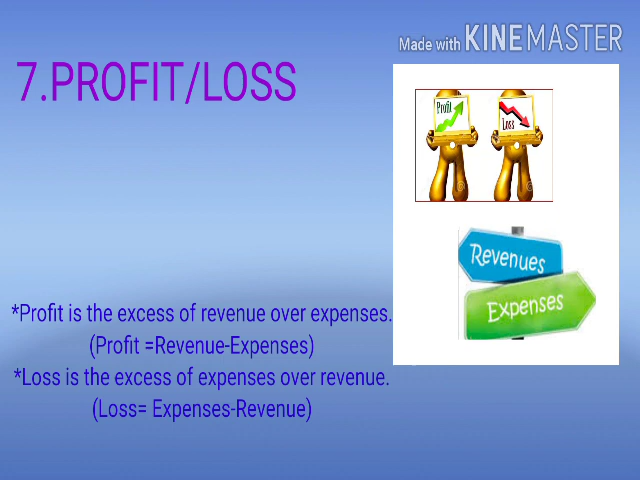 Made with KINEMASTER
7.PROFIT/LOSS
Profit
Loss
Revenues
Expenses
*Profit is the excess of revenue over expenses.
(Profit =Revenue-Expenses)
*Loss is the excess of expenses over revenue.
(Loss= Expenses-Revenue)